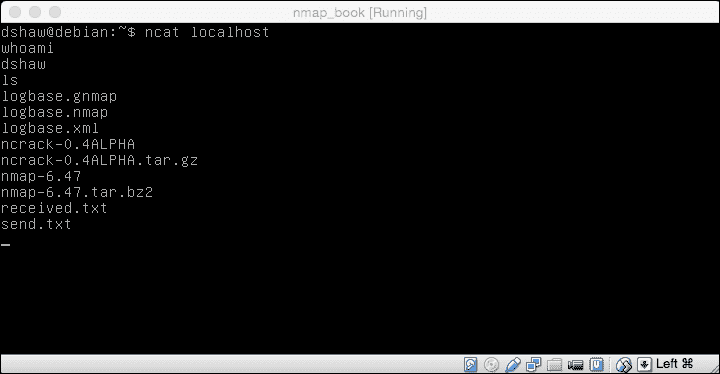 nmap_book [Running]
dshaw@debian:~$ ncat localhost
whoami
dshaw
ls
logbase.gnmap
logbase.nmap
logbase.xml
ncrack-0.4ALPHA
ncrack-0.4ALPHA.tar.gz
nmap-6.47
nmap-6.47.tar.bz2
received.txt
send.txt
Left ⌘